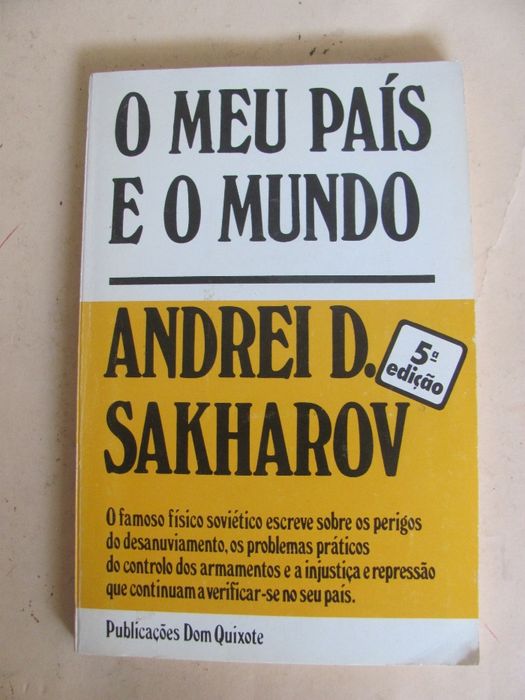 O MEU PAÍS
E O MUNDO
ANDREI D.
SAKHAROV
5ª
edição
O famoso físico soviético escreve sobre os perigos
do desanuviamento, os problemas práticos
do controlo dos armamentos e a injustiça e repressão
que continuam a verificar-se no seu país.
Publicações Dom Quixote